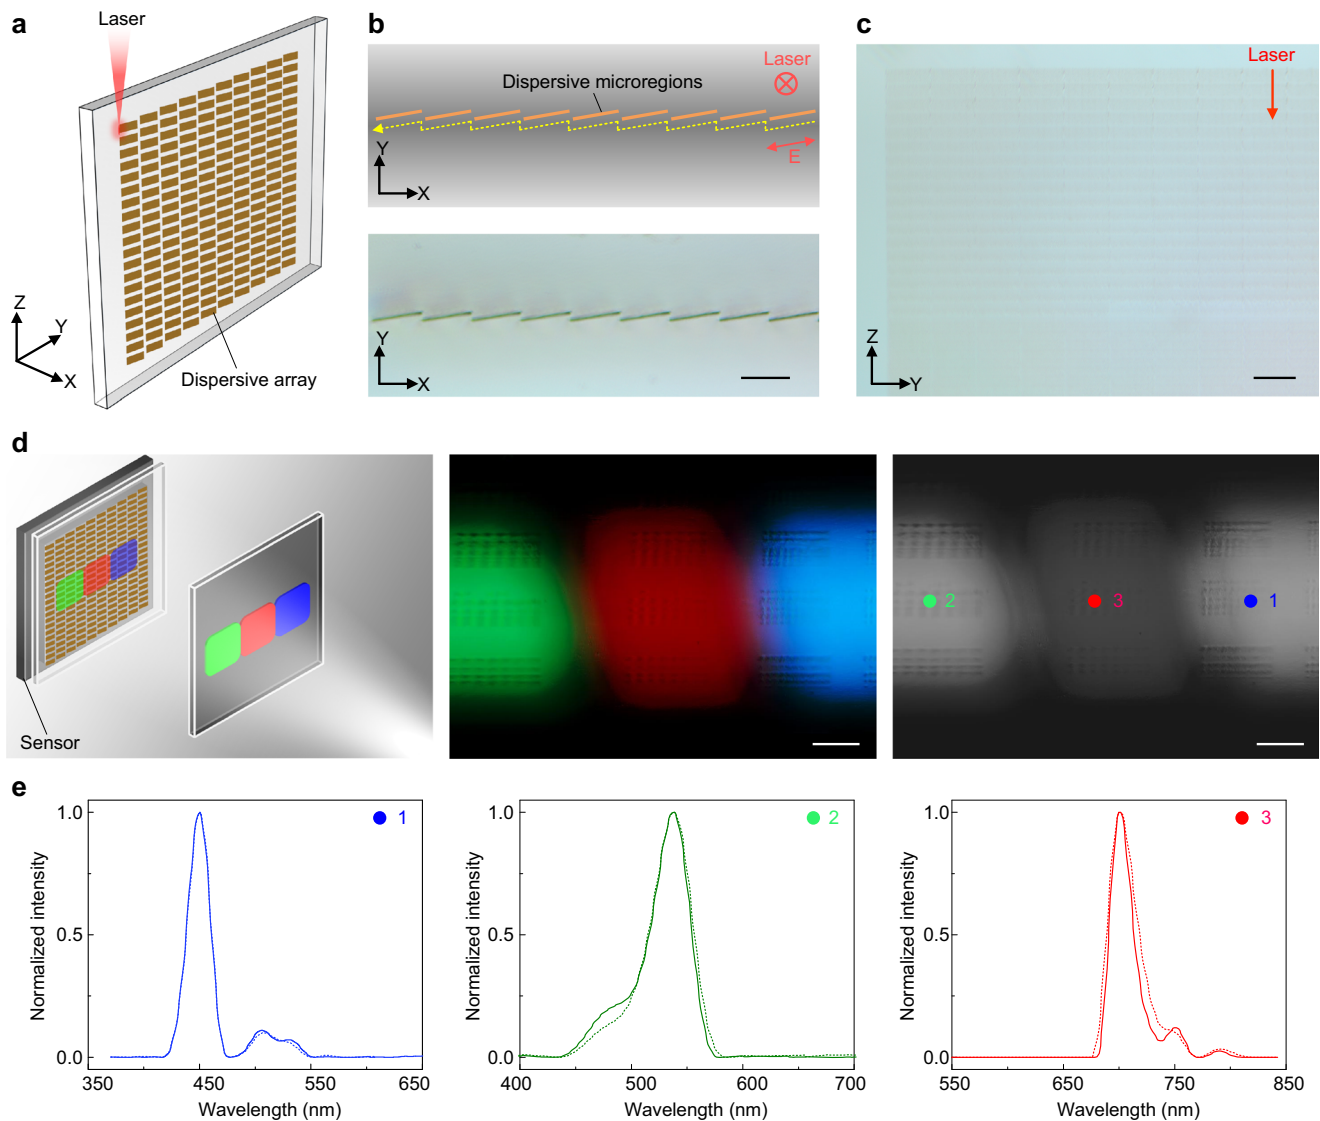 a
Laser
Z
Y
X
Dispersive array
b
Laser
Dispersive microregions
E
Y
X
Y
X
c
Laser
Z
Y
d
Sensor
2
3
1
e
Normalized intensity
1.0
0.5
0.0
350
450
550
650
Wavelength (nm)
1
Normalized intensity
1.0
0.5
0.0
400
500
600
700
Wavelength (nm)
2
Normalized intensity
1.0
0.5
0.0
550
650
750
850
Wavelength (nm)
3